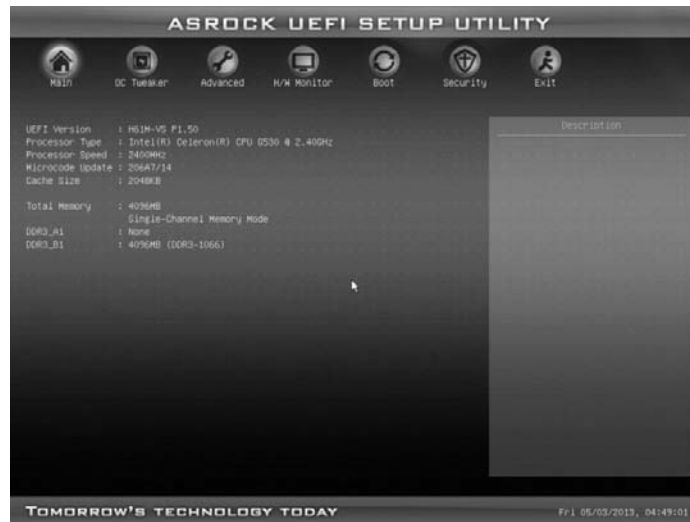 ASROCK UEFI SETUP UTILITY
Main OC Tweaker Advanced H/W Monitor Boot Security Exit
UEFI Version : H61M-VS P1.50
Processor Type : Intel(R) Celeron(R) CPU G530 @ 2.40GHz
Processor Speed : 2400MHz
Microcode Update : 206A7/14
Cache Size : 2048KB
Total Memory : 4096MB
Single-Channel Memory Mode
DDR3_A1 : None
DDR3_B1 : 4096MB (DDR3-1066)
Description
TOMORROW'S TECHNOLOGY TODAY
Fri 05/03/2013, 04:49:01